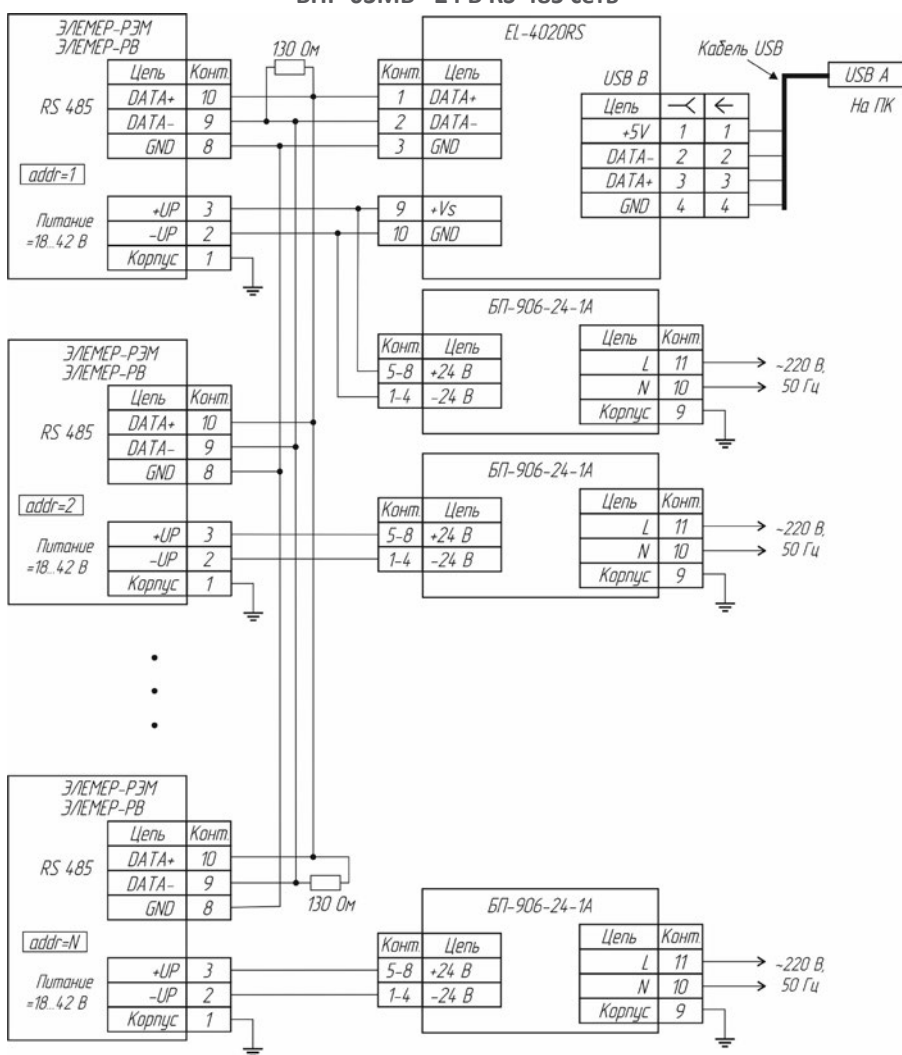 ЭЛЕМЕР-РЭМ
ЭЛЕМЕР-РВ
RS 485
Цепь Конт.
DATA+ 10
DATA- 9
GND 8
addr=1
Питание
=18...42 В
+UP 3
-UP 2
Корпус 1
130 Ом
EL-4020RS
Конт. Цепь
1 DATA+
2 DATA-
3 GND
9 +Vs
10 GND
USB B
Цепь
+5V 1 1
DATA- 2 2
DATA+ 3 3
GND 4 4
Кабель USB
USB A
На ПК
БП-906-24-1А
Конт. Цепь
5-8 +24 В
1-4 -24 В
Цепь Конт.
L 11
N 10
Корпус 9
~220 В,
50 Гц
ЭЛЕМЕР-РЭМ
ЭЛЕМЕР-РВ
RS 485
Цепь Конт.
DATA+ 10
DATA- 9
GND 8
addr=2
Питание
=18...42 В
+UP 3
-UP 2
Корпус 1
БП-906-24-1А
Конт. Цепь
5-8 +24 В
1-4 -24 В
Цепь Конт.
L 11
N 10
Корпус 9
~220 В,
50 Гц
ЭЛЕМЕР-РЭМ
ЭЛЕМЕР-РВ
RS 485
Цепь Конт.
DATA+ 10
DATA- 9
GND 8
addr=N
Питание
=18...42 В
+UP 3
-UP 2
Корпус 1
130 Ом
БП-906-24-1А
Конт. Цепь
5-8 +24 В
1-4 -24 В
Цепь Конт.
L 11
N 10
Корпус 9
~220 В,
50 Гц